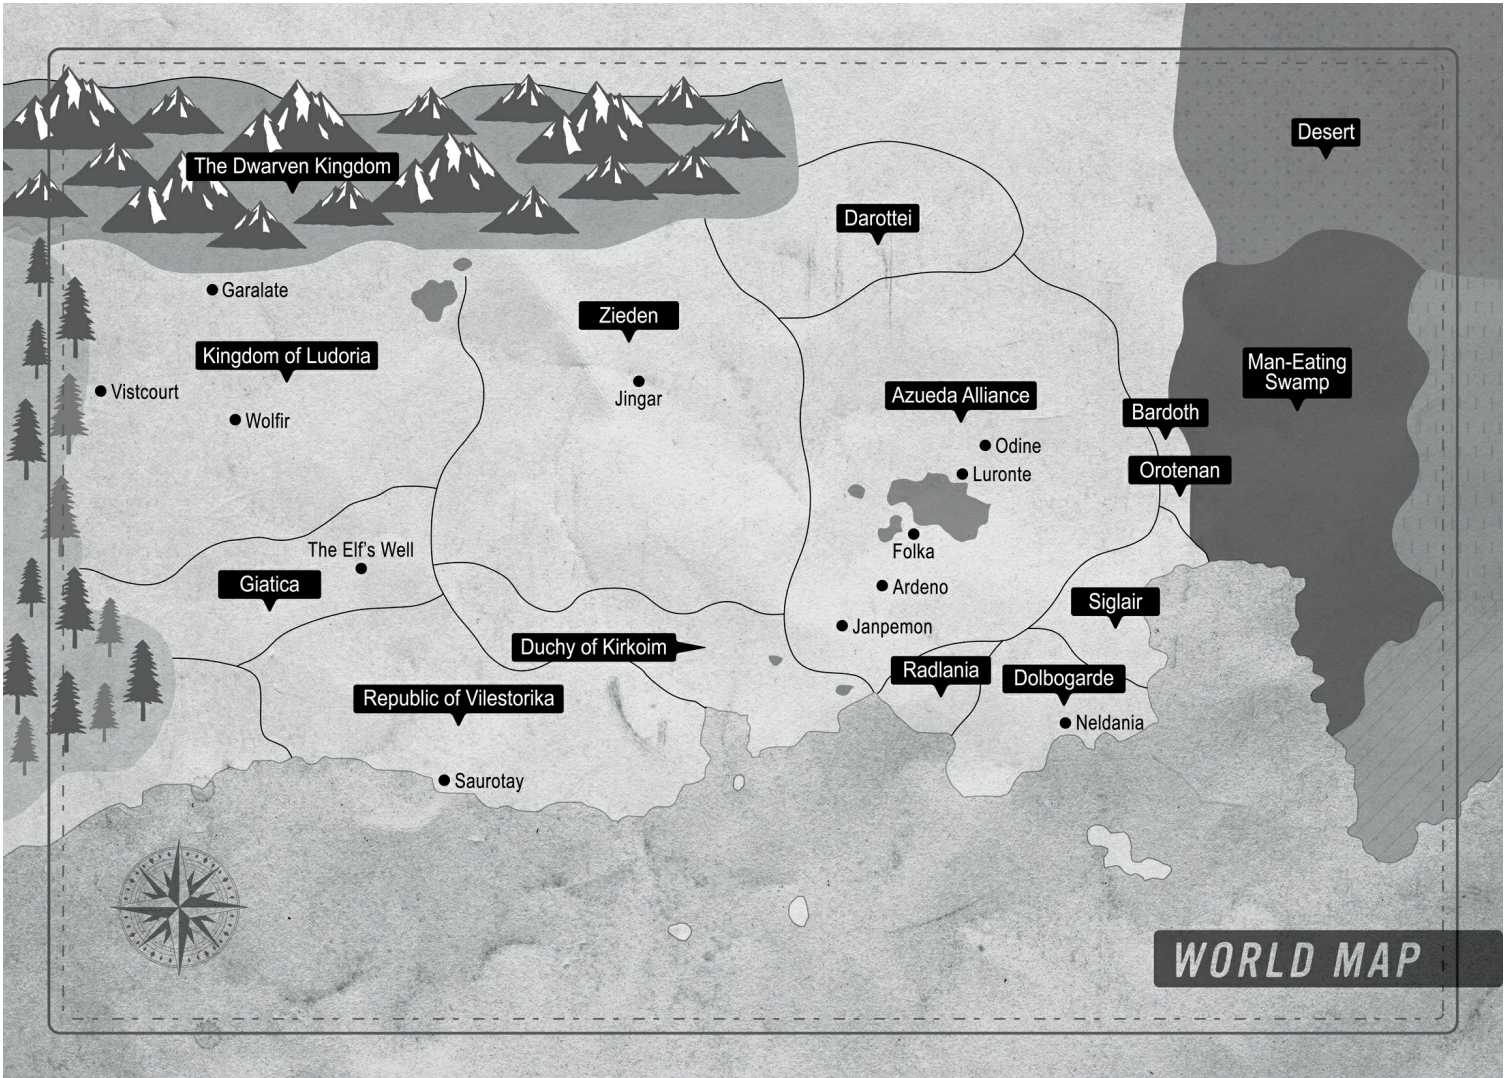 Desert
The Dwarven Kingdom
Darottei
Garalate
Zieden
Kingdom of Ludoria
Man-Eating
Swamp
Vistcourt
Jingar
Azueda Alliance
Bardoth
Wolfir
Odine
Orotenan
Luronte
The Elf's Well
Folka
Giatica
Ardeno
Siglair
Janpemon
Duchy of Kirkoim
Radlania
Dolbogarde
Republic of Vilestorika
Neldania
Saurotay
WORLD MAP